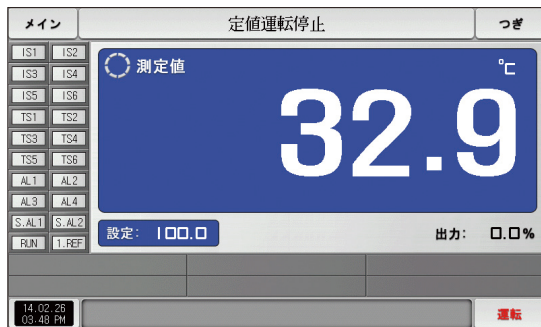 メイン 定値運転停止 つぎ
IS1 IS2
IS3 IS4
IS5 IS6
TS1 TS2
TS3 TS4
TS5 TS6
AL1 AL2
AL3 AL4
S.AL1 S.AL2
RUN 1.REF
測定値 ℃
32.9
設定: 100.0 出力: 0.0%
14.02.26
03.48 PM
運転